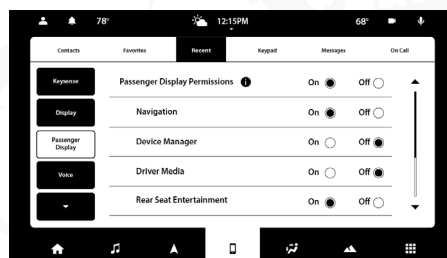 78°
12:15PM
68°
Contacts
Favorites
Recent
Keypad
Messages
On Call
Keysense
Display
Passenger
Display
Voice
Passenger Display Permissions i On Off
Navigation On Off
Device Manager On Off
Driver Media On Off
Rear Seat Entertainment On Off